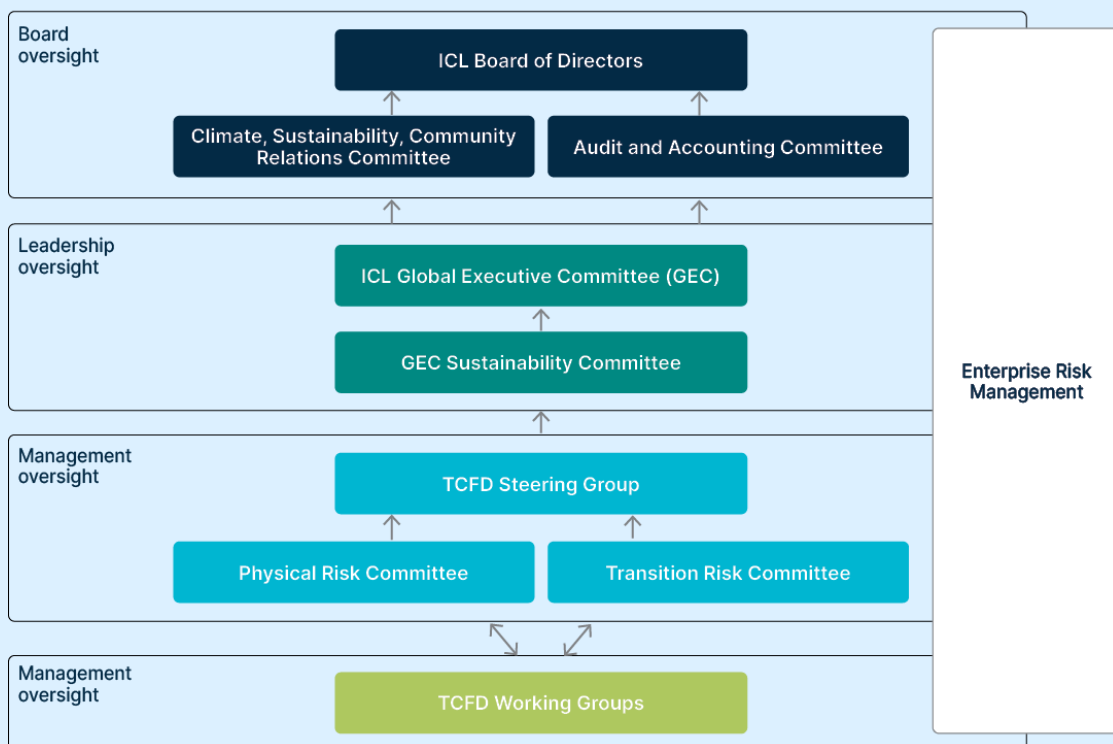 Board
oversight
ICL Board of Directors
Climate, Sustainability, Community
Relations Committee
Audit and Accounting Committee
Leadership
oversight
ICL Global Executive Committee (GEC)
GEC Sustainability Committee
Enterprise Risk
Management
Management
oversight
TCFD Steering Group
Physical Risk Committee
Transition Risk Committee
Management
oversight
TCFD Working Groups